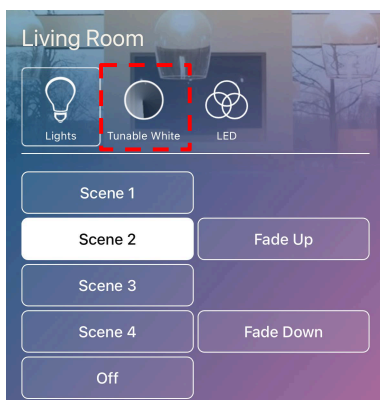 Living Room
Lights Tunable White LED
Scene 1
Scene 2 Fade Up
Scene 3
Scene 4 Fade Down
Off